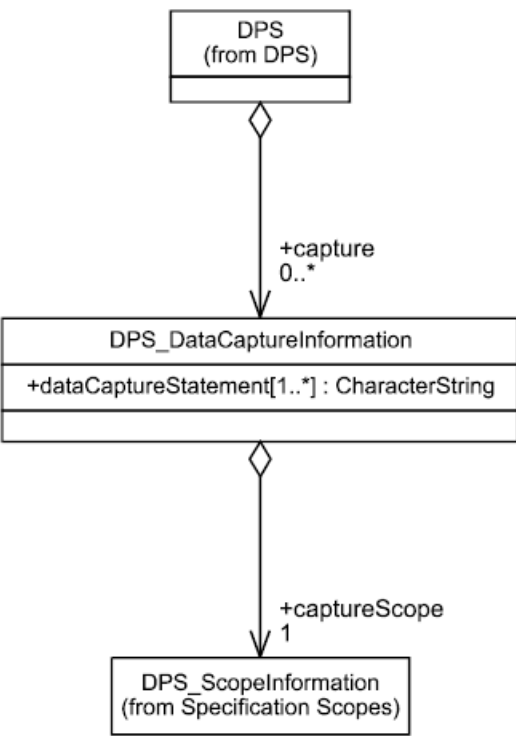 DPS
(from DPS)
+capture
0..*
DPS_DataCaptureInformation
+dataCaptureStatement[1..*] : CharacterString
+captureScope
1
DPS_ScopeInformation
(from Specification Scopes)